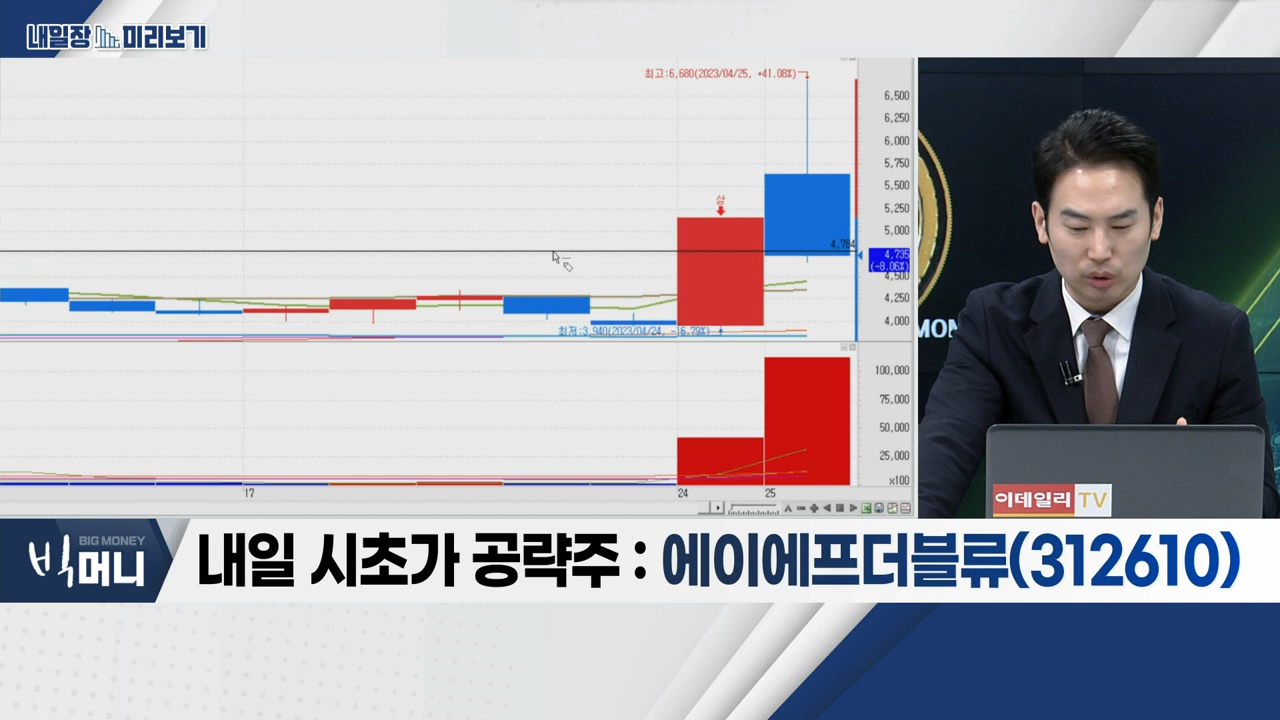 내일장 미리보기
최고:6,680(2023/04/25, +41.08%)
6,500
6,250
6,000
5,750
5,500
5,250
5,000
4,500
4,250
4,000
상
4,784
4,735
(-8.06%)
최저:3,940(2023/04/24, -16.79%)
100,000
75,000
50,000
25,000
x100
17
24
25
MON
이데일리 TV
BIG MONEY
빅머니
내일 시초가 공략주 : 에이에프더블류(312610)